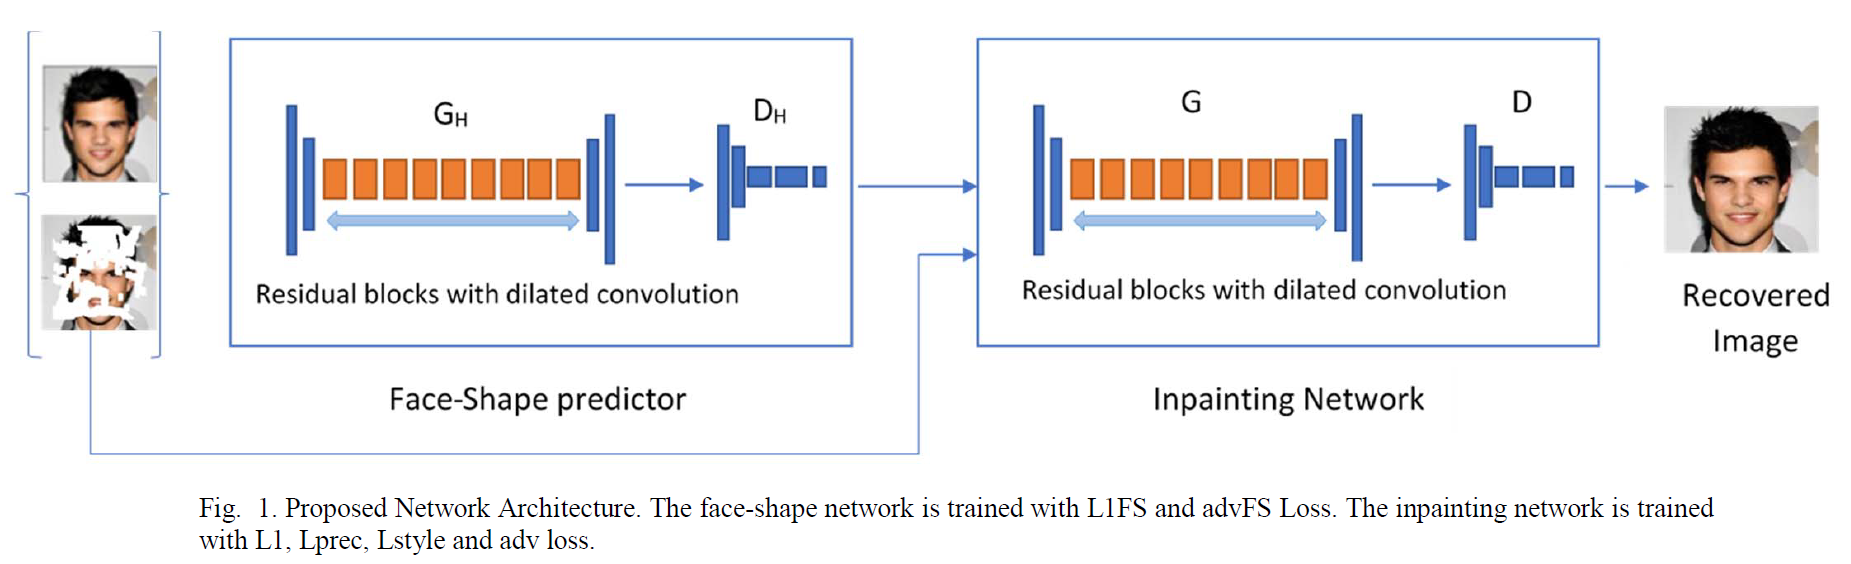 G_H
D_H
G
D
Residual blocks with dilated convolution
Residual blocks with dilated convolution
Recovered
Image
Face-Shape predictor
Inpainting Network
Fig. 1. Proposed Network Architecture. The face-shape network is trained with L1FS and advFS Loss. The inpainting network is trained
with L1, Lprec, Lstyle and adv loss.